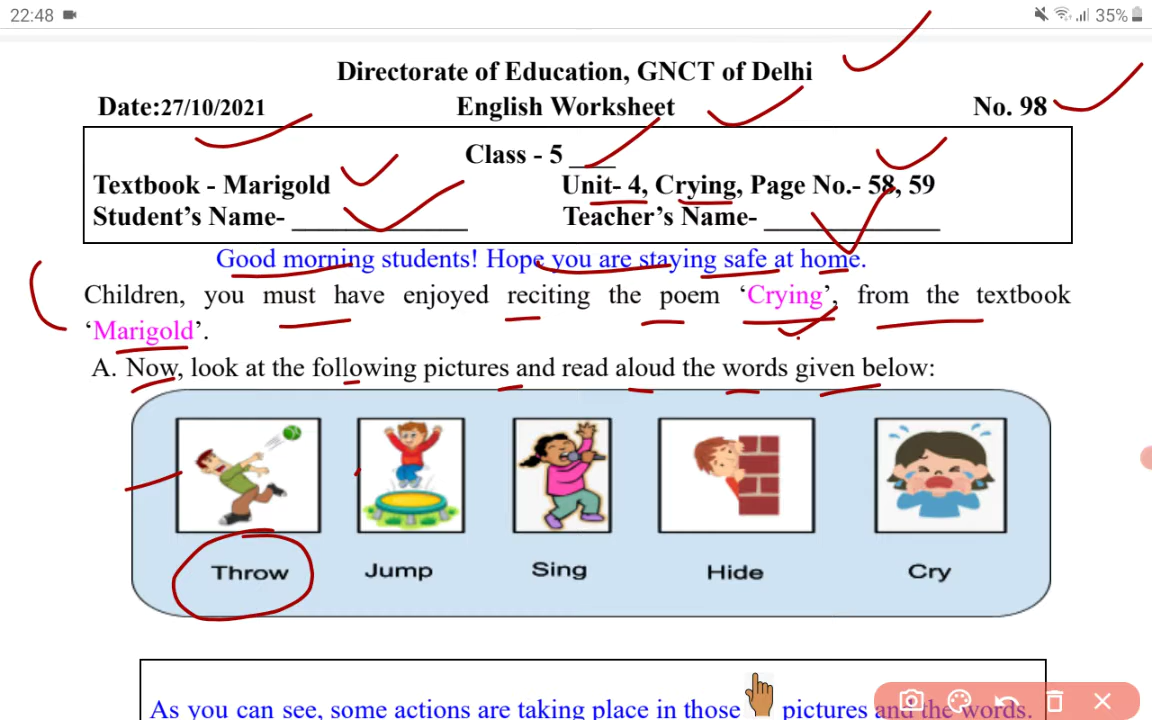 22:48 35%
Directorate of Education, GNCT of Delhi
Date:27/10/2021 English Worksheet No. 98
Class - 5 ___
Textbook - Marigold Unit- 4, Crying, Page No.- 58, 59
Student’s Name- _____________ Teacher’s Name- _____________
Good morning students! Hope you are staying safe at home.
Children, you must have enjoyed reciting the poem ‘Crying’, from the textbook
‘Marigold’.
A. Now, look at the following pictures and read aloud the words given below:
Throw Jump Sing Hide Cry
As you can see, some actions are taking place in those pictures and the words.